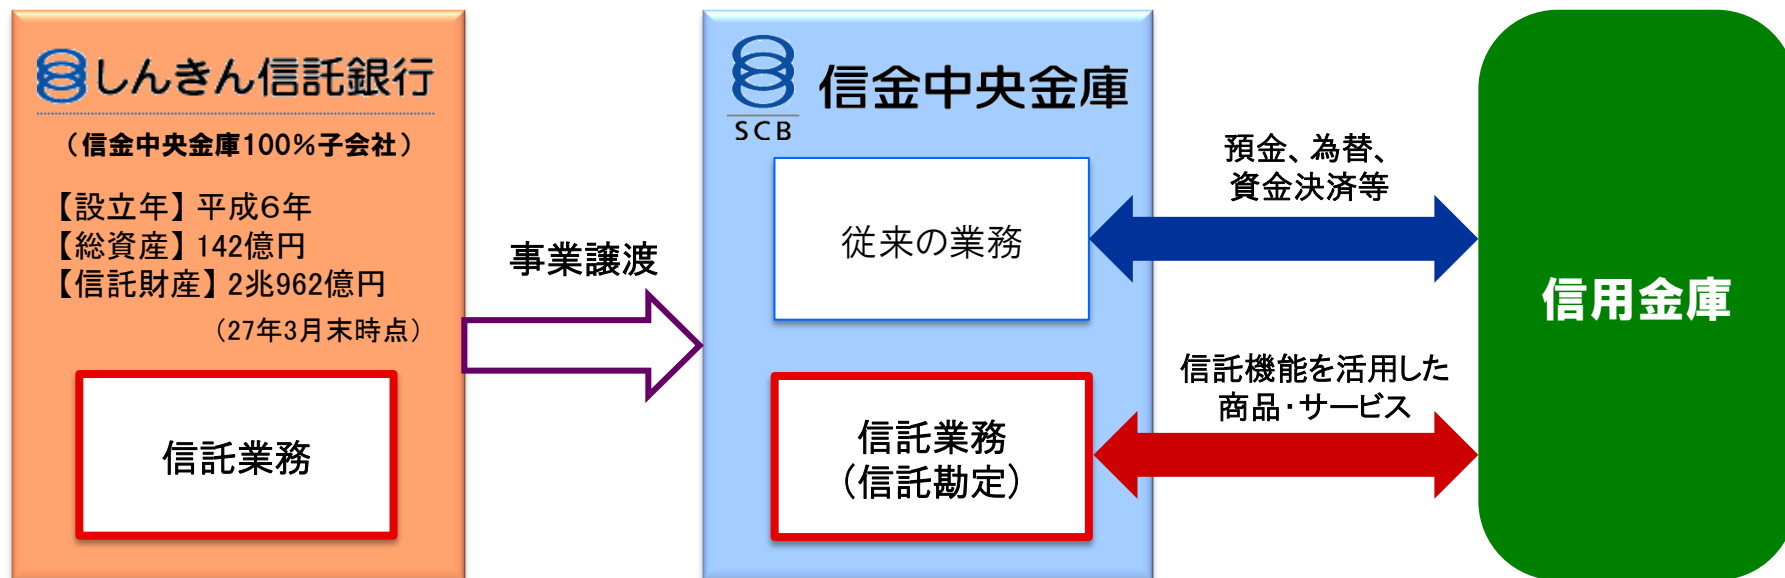 しんきん信託銀行
（信金中央金庫100％子会社）
【設立年】平成６年
【総資産】142億円
【信託財産】2兆962億円
（27年3月末時点）
信託業務
事業譲渡
SCB
信金中央金庫
従来の業務
信託業務
（信託勘定）
預金、為替、
資金決済等
信託機能を活用した
商品・サービス
信用金庫